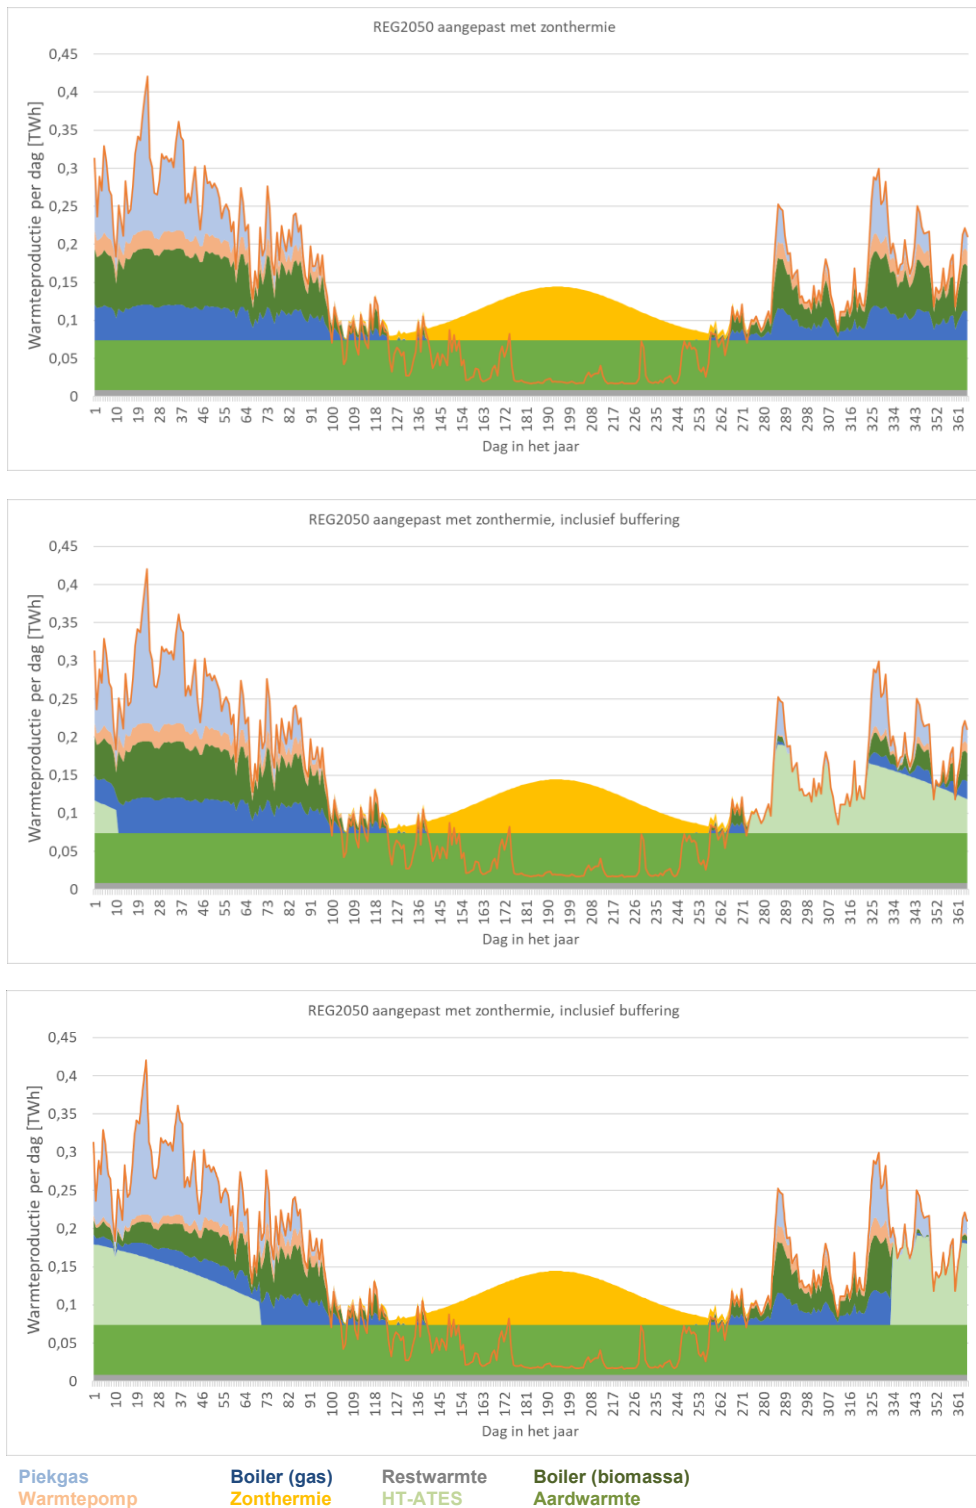 REG2050 aangepast met zonthermie
Warmteproductie per dag [TWh]
0,45
0,4
0,35
0,3
0,25
0,2
0,15
0,1
0,05
0
1 10 19 28 37 46 55 64 73 82 91 100 109 118 127 136 145 154 163 172 181 190 199 208 217 226 235 244 253 262 271 280 289 298 307 316 325 334 343 352 361
Dag in het jaar
REG2050 aangepast met zonthermie, inclusief buffering
Warmteproductie per dag [TWh]
0,45
0,4
0,35
0,3
0,25
0,2
0,15
0,1
0,05
0
1 10 19 28 37 46 55 64 73 82 91 100 109 118 127 136 145 154 163 172 181 190 199 208 217 226 235 244 253 262 271 280 289 298 307 316 325 334 343 352 361
Dag in het jaar
REG2050 aangepast met zonthermie, inclusief buffering
Warmteproductie per dag [TWh]
0,45
0,4
0,35
0,3
0,25
0,2
0,15
0,1
0,05
0
1 10 19 28 37 46 55 64 73 82 91 100 109 118 127 136 145 154 163 172 181 190 199 208 217 226 235 244 253 262 271 280 289 298 307 316 325 334 343 352 361
Dag in het jaar
Piekgas Boiler (gas) Restwarmte Boiler (biomassa)
Warmtepomp Zonthermie HT-ATES Aardwarmte